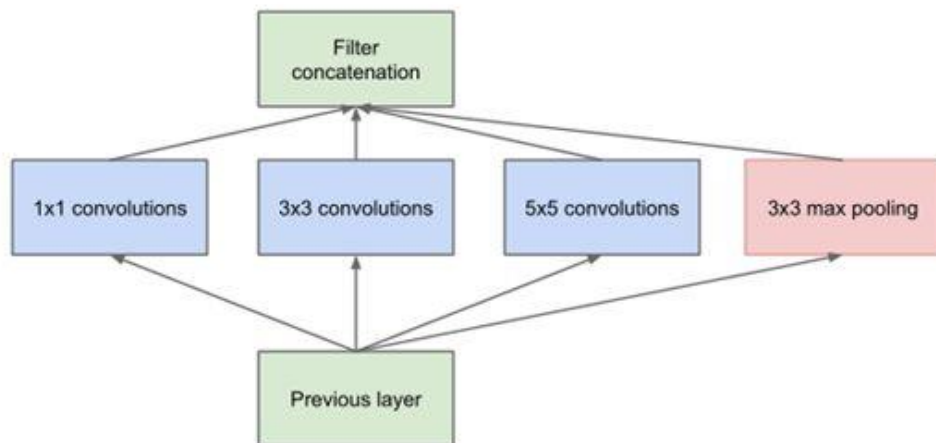 Filter
concatenation
1x1 convolutions
3x3 convolutions
5x5 convolutions
3x3 max pooling
Previous layer